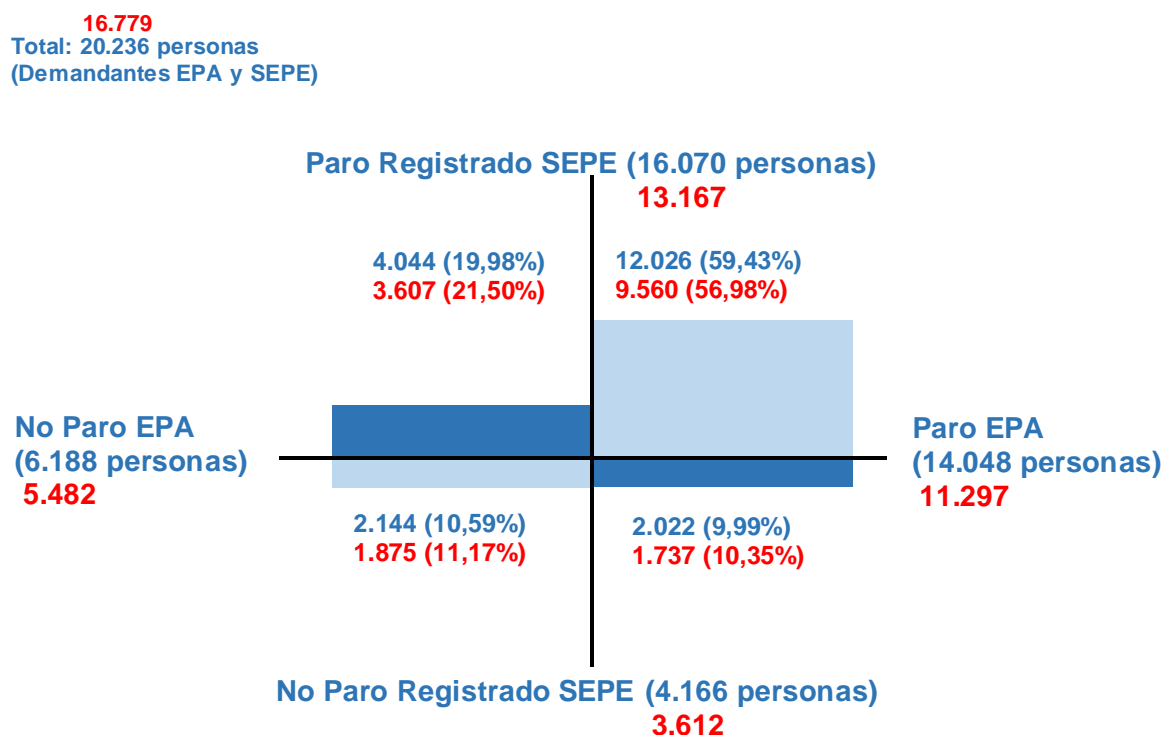 16.779
Total: 20.236 personas
(Demandantes EPA y SEPE)
Paro Registrado SEPE (16.070 personas)
13.167
4.044 (19,98%)
3.607 (21,50%)
12.026 (59,43%)
9.560 (56,98%)
No Paro EPA
(6.188 personas)
5.482
Paro EPA
(14.048 personas)
11.297
2.144 (10,59%)
1.875 (11,17%)
2.022 (9,99%)
1.737 (10,35%)
No Paro Registrado SEPE (4.166 personas)
3.612